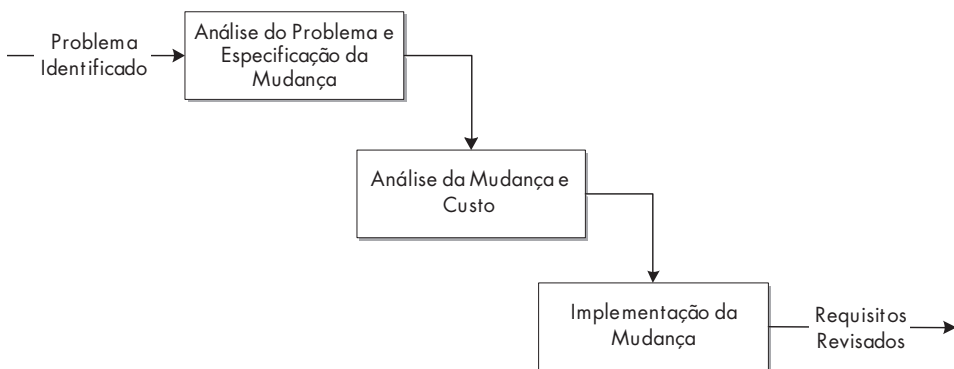 Problema
Identificado
Análise do Problema e
Especificação da
Mudança
Análise da Mudança e
Custo
Implementação da
Mudança
Requisitos
Revisados